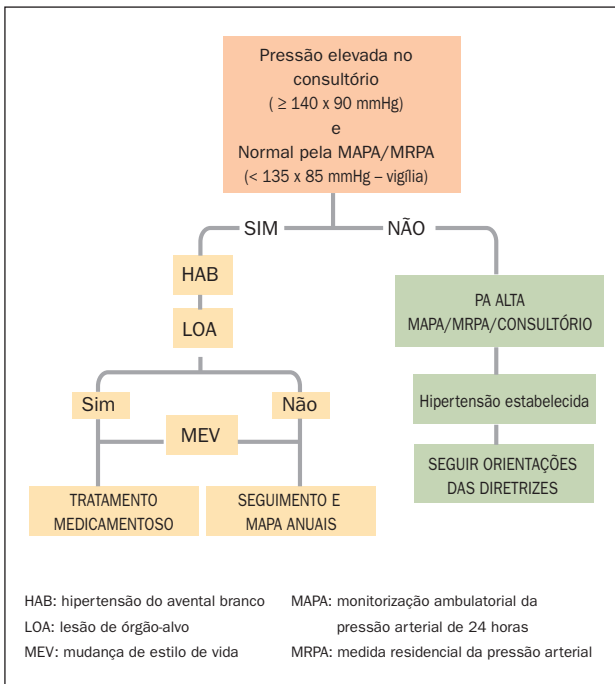 Pressão elevada no
consultório
( ≥ 140 x 90 mmHg)
e
Normal pela MAPA/MRPA
(< 135 x 85 mmHg – vigília)
SIM
NÃO
HAB
LOA
Sim
Não
MEV
TRATAMENTO
MEDICAMENTOSO
SEGUIMENTO E
MAPA ANUAIS
PA ALTA
MAPA/MRPA/CONSULTÓRIO
Hipertensão estabelecida
SEGUIR ORIENTAÇÕES
DAS DIRETRIZES
HAB: hipertensão do avental branco
LOA: lesão de órgão-alvo
MEV: mudança de estilo de vida
MAPA: monitorização ambulatorial da
pressão arterial de 24 horas
MRPA: medida residencial da pressão arterial